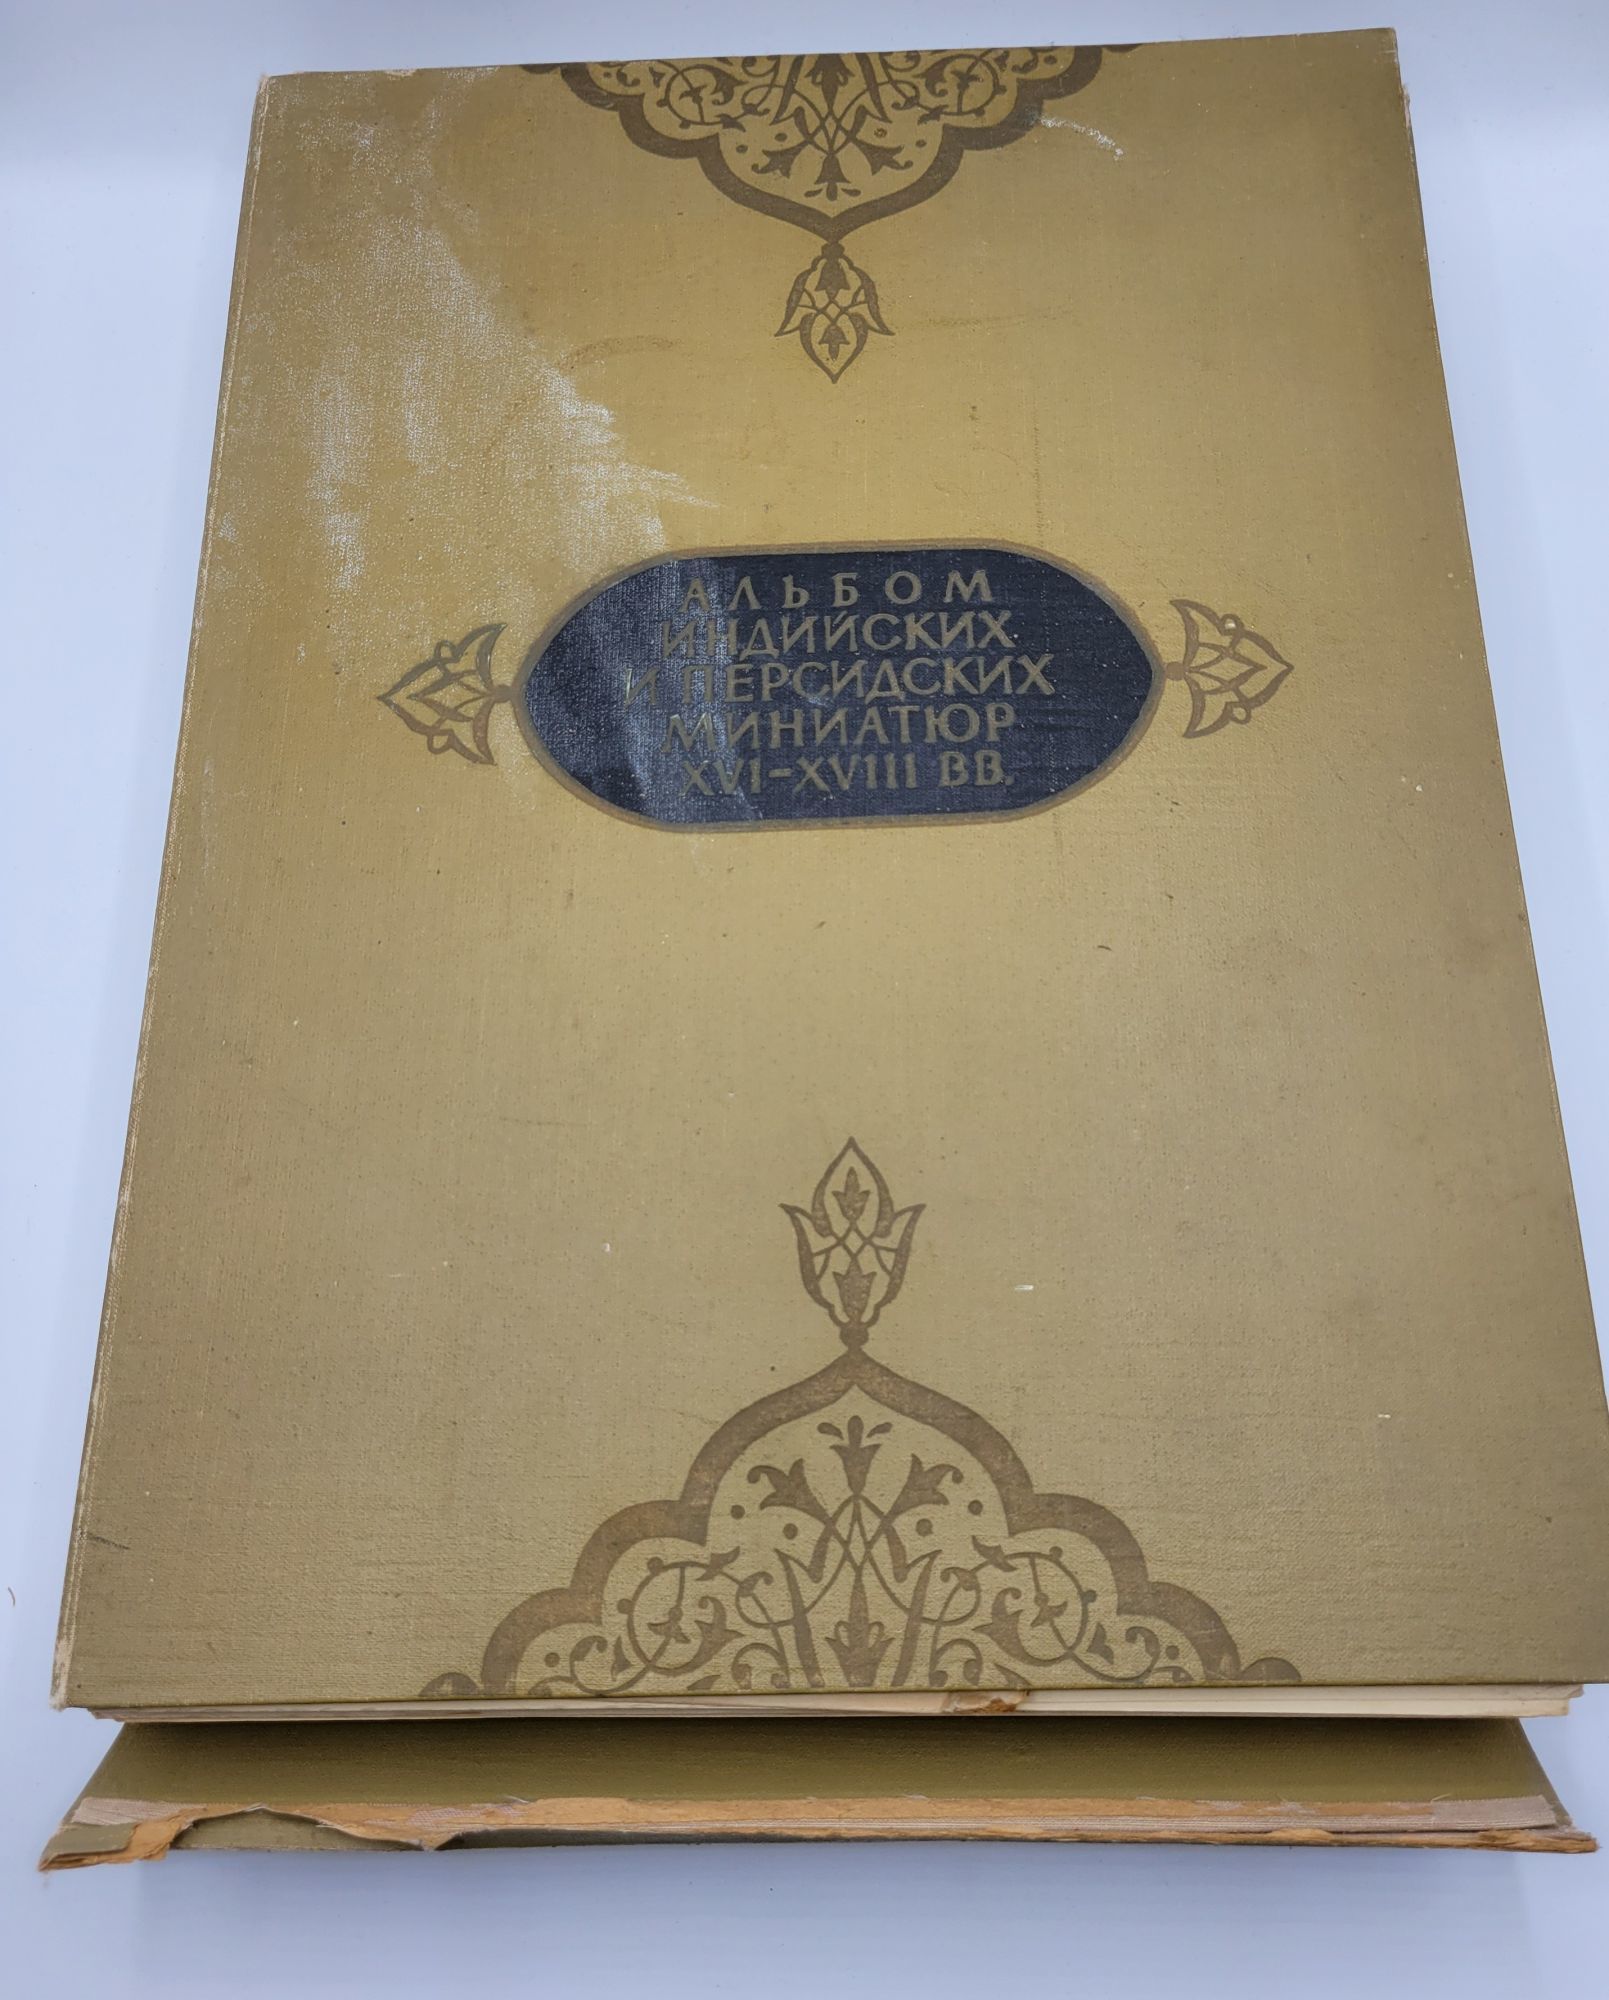 АЛЬБОМ
ИНДИЙСКИХ
И ПЕРСИДСКИХ
МИНИАТЮР
XVI–XVIII ВВ.